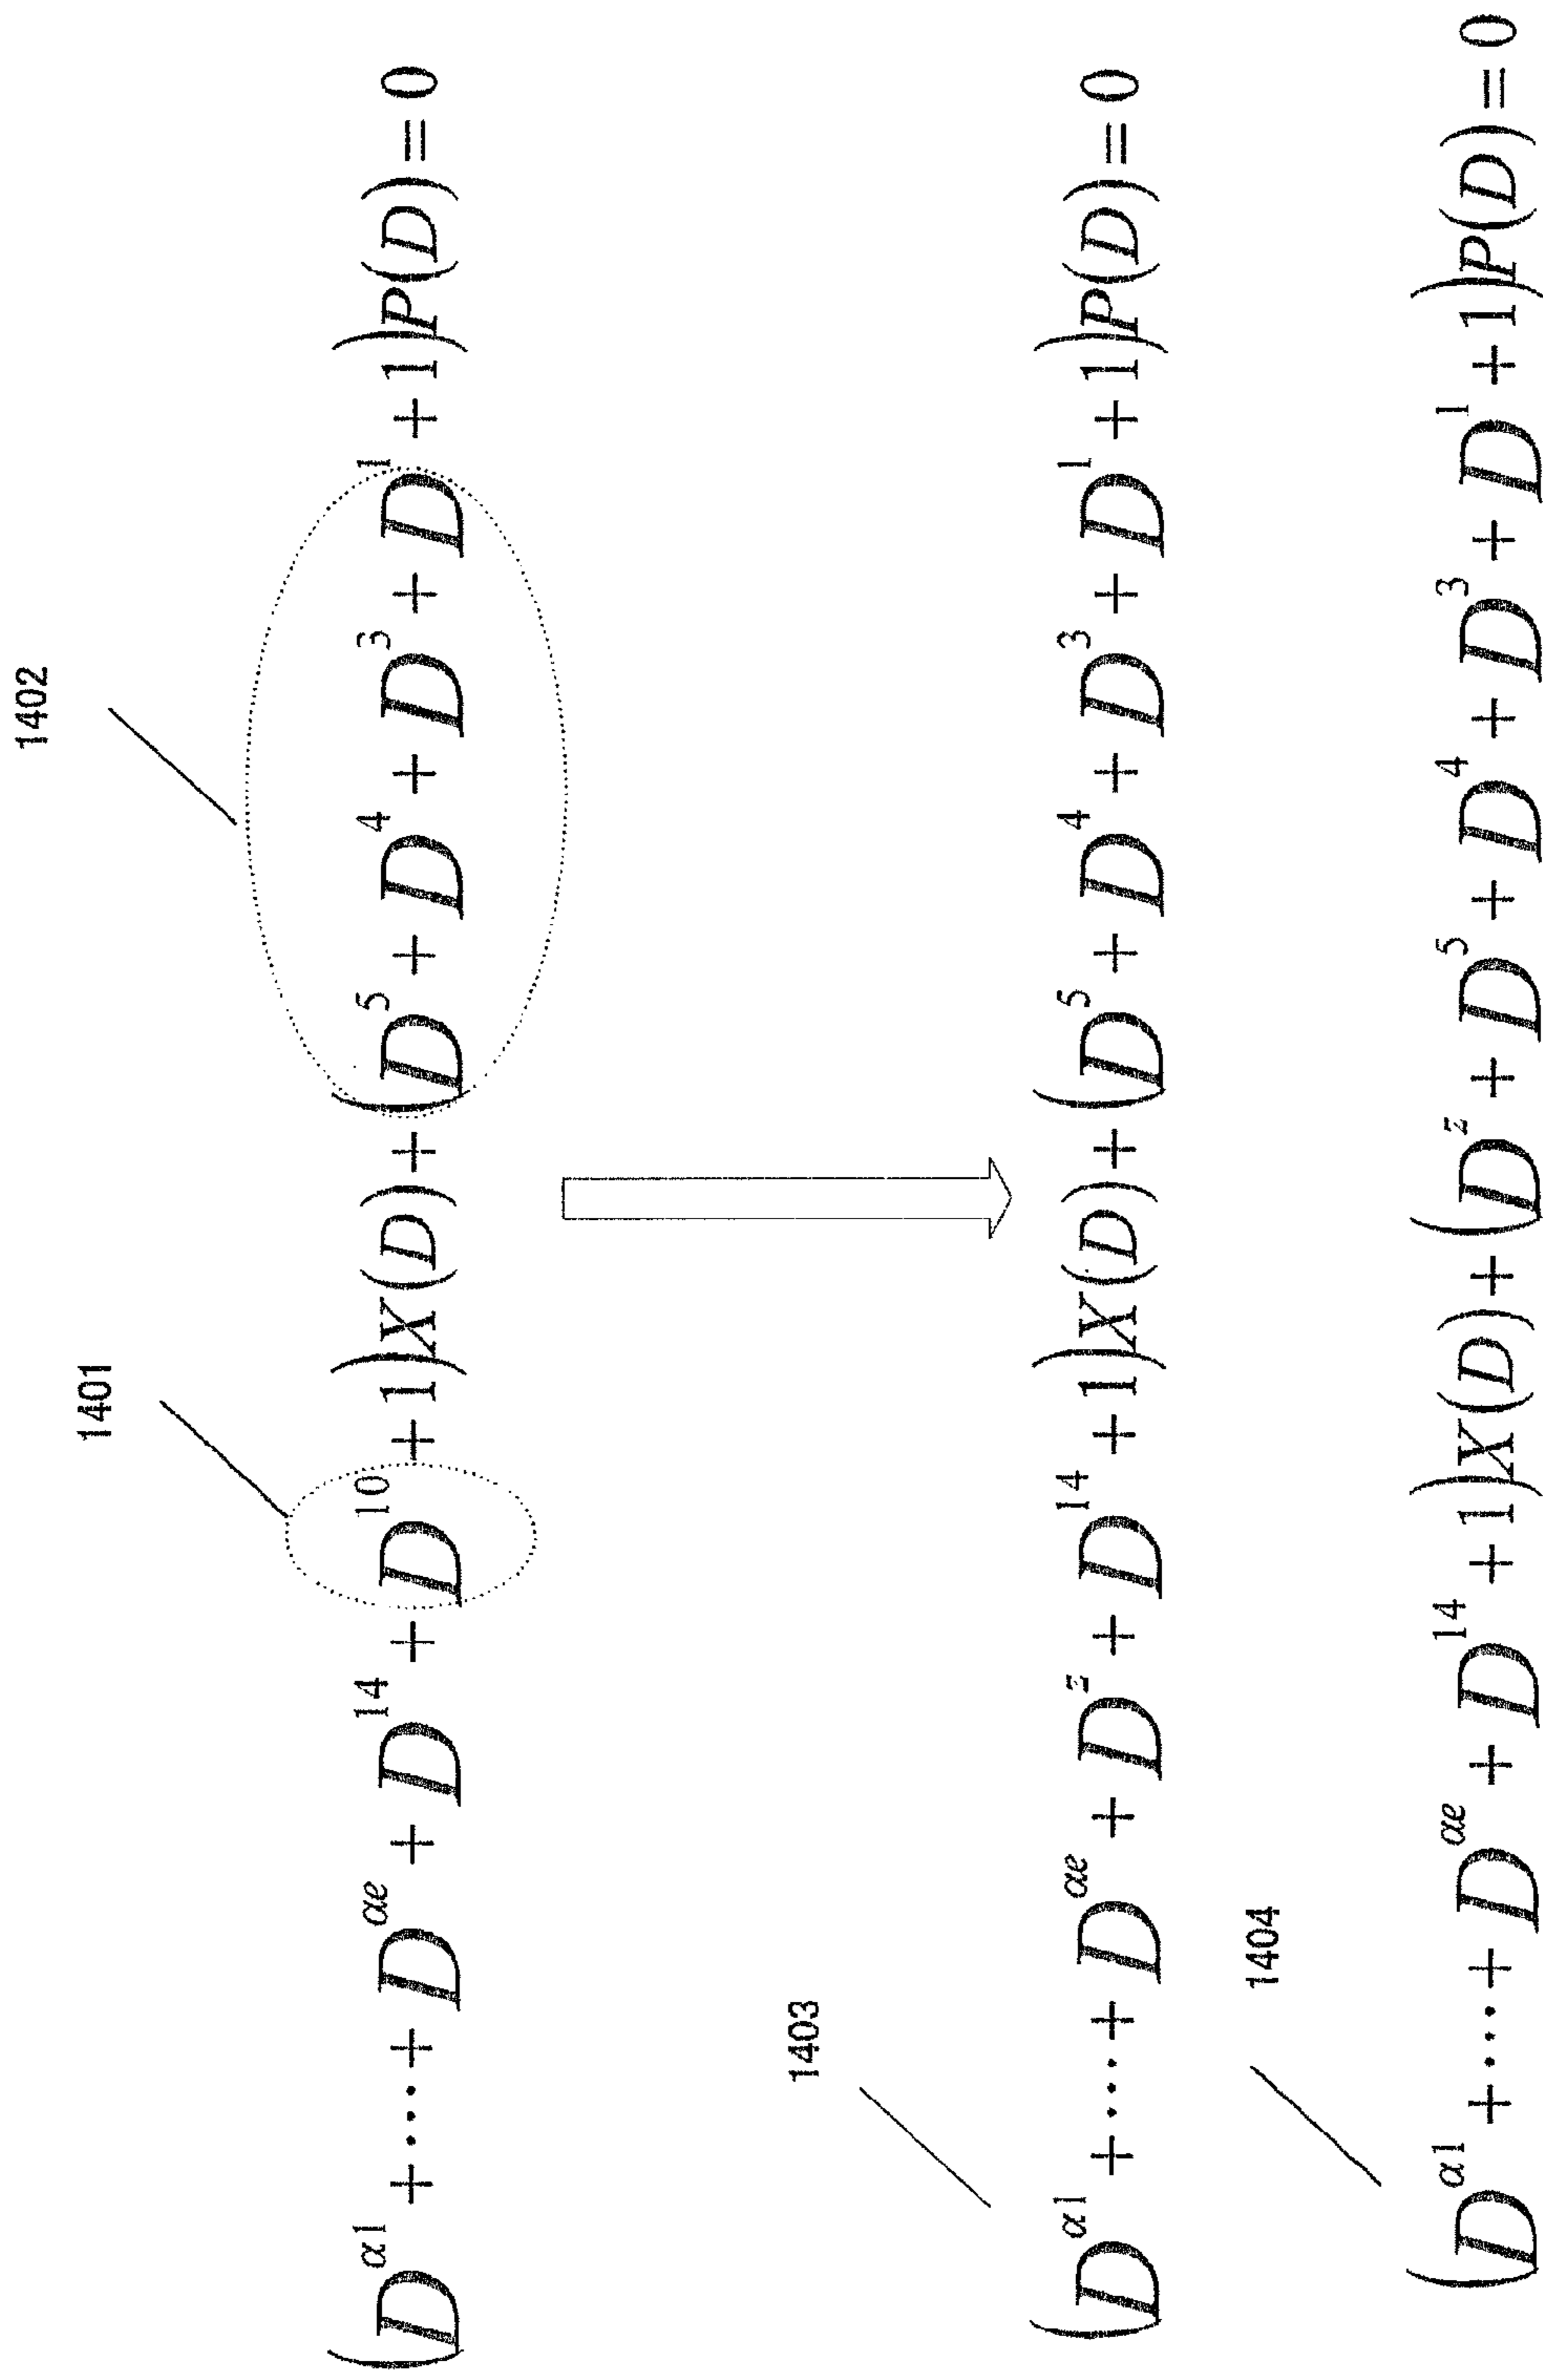 1402
1401
(D^{α1} + ⋯ + D^{αe} + D^{14} + D^{10} + 1)X(D) + (D^5 + D^4 + D^3 + D^1 + 1)P(D) = 0
1403
(D^{α1} + ⋯ + D^{αe} + D^z + D^{14} + 1)X(D) + (D^5 + D^4 + D^3 + D^1 + 1)P(D) = 0
1404
(D^{α1} + ⋯ + D^{αe} + D^{14} + 1)X(D) + (D^z + D^5 + D^4 + D^3 + D^1 + 1)P(D) = 0